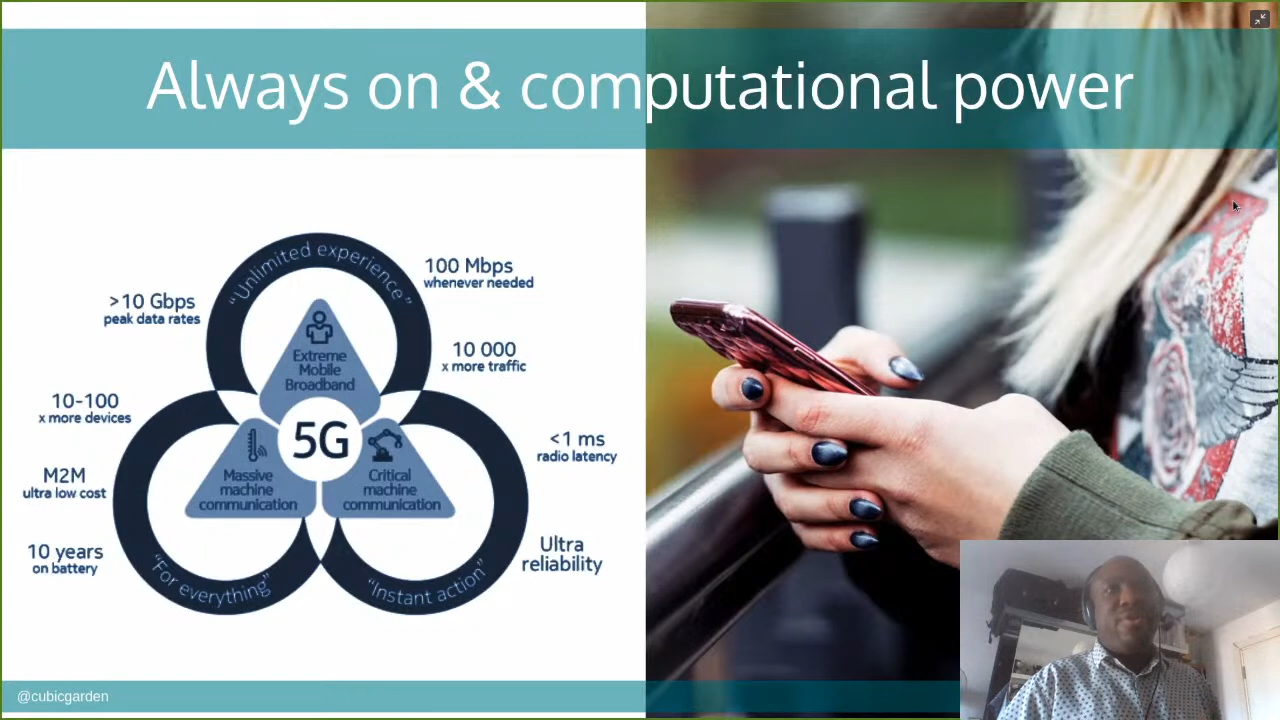 Always on & computational power
"Unlimited experience"
100 Mbps
whenever needed
>10 Gbps
peak data rates
10 000
x more traffic
Extreme
Mobile
Broadband
10-100
x more devices
5G
<1 ms
radio latency
M2M
ultra low cost
Massive
machine
communication
Critical
machine
communication
10 years
on battery
Ultra
reliability
"For everything"
"Instant action"
@cubicgarden